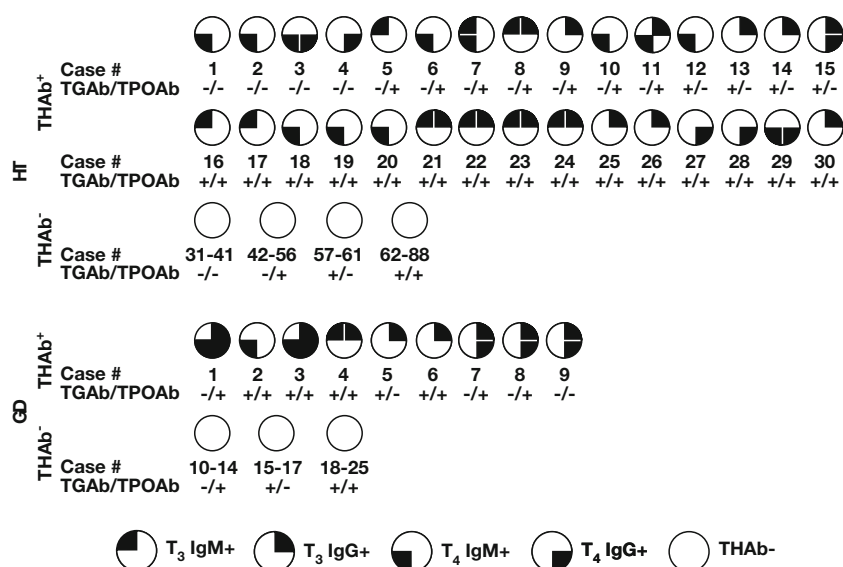 THAb+
Case # 1 2 3 4 5 6 7 8 9 10 11 12 13 14 15
TGAb/TPOAb -/- -/- -/- -/- -/+ -/+ -/+ -/+ -/+ -/+ -/+ +/- +/- +/- +/-
HT
Case # 16 17 18 19 20 21 22 23 24 25 26 27 28 29 30
TGAb/TPOAb +/+ +/+ +/+ +/+ +/+ +/+ +/+ +/+ +/+ +/+ +/+ +/+ +/+ +/+ +/+
THAb-
Case # 31-41 42-56 57-61 62-88
TGAb/TPOAb -/- -/+ +/- +/+
GD
THAb+
Case # 1 2 3 4 5 6 7 8 9
TGAb/TPOAb -/+ +/+ +/+ +/+ +/- +/+ -/+ -/+ -/-
THAb-
Case # 10-14 15-17 18-25
TGAb/TPOAb -/+ +/- +/+
T3 IgM+ T3 IgG+ T4 IgM+ T4 IgG+ THAb-